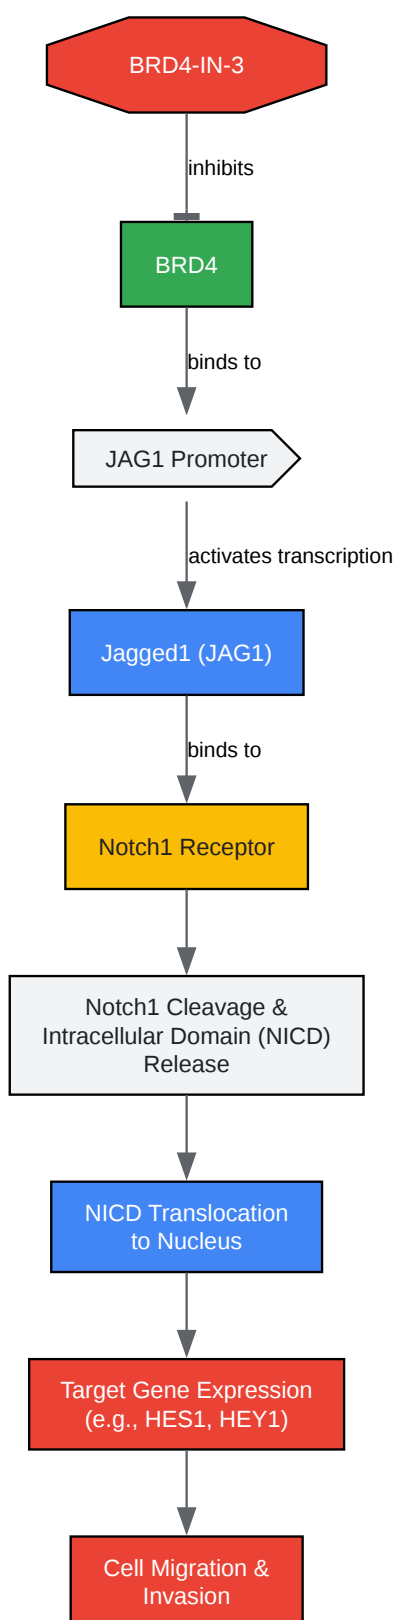 BRD4-IN-3
inhibits
BRD4
binds to
JAG1 Promoter
activates transcription
Jagged1 (JAG1)
binds to
Notch1 Receptor
Notch1 Cleavage &
Intracellular Domain (NICD)
Release
NICD Translocation
to Nucleus
Target Gene Expression
(e.g., HES1, HEY1)
Cell Migration &
Invasion